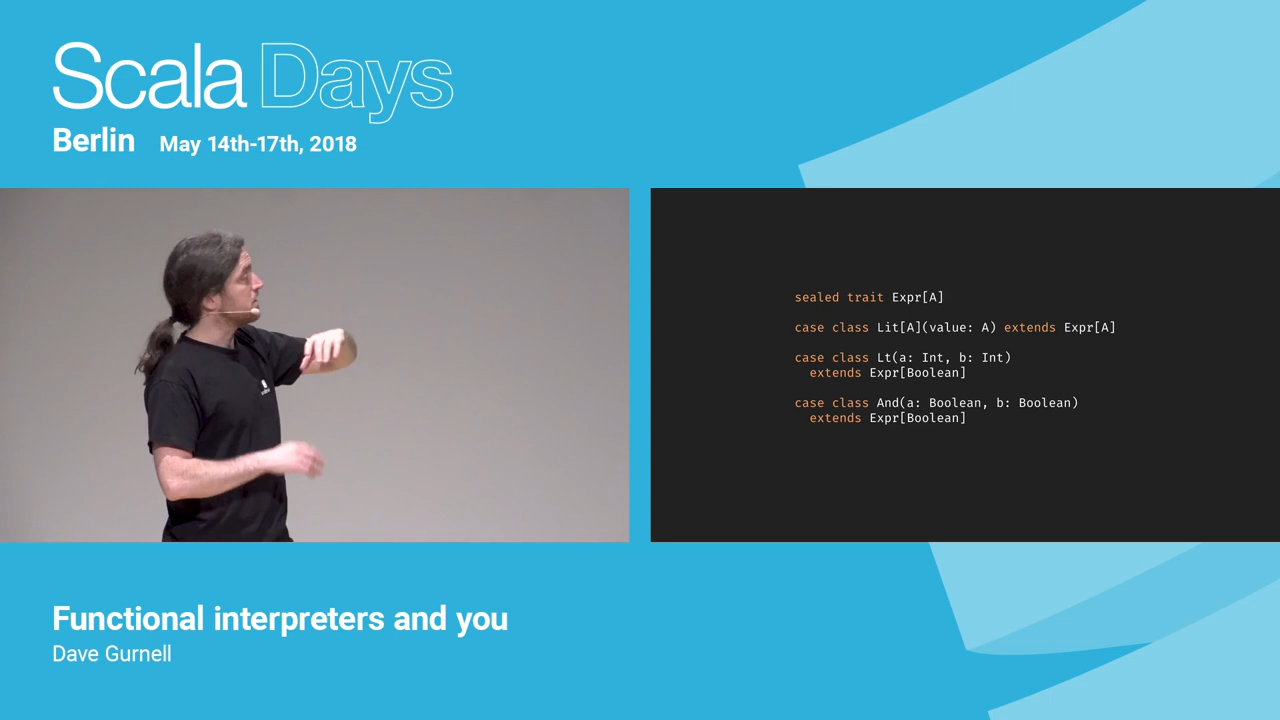 Scala Days
Berlin May 14th-17th, 2018
sealed trait Expr[A]
case class Lit[A](value: A) extends Expr[A]
case class Lt(a: Int, b: Int)
extends Expr[Boolean]
case class And(a: Boolean, b: Boolean)
extends Expr[Boolean]
Functional interpreters and you
Dave Gurnell